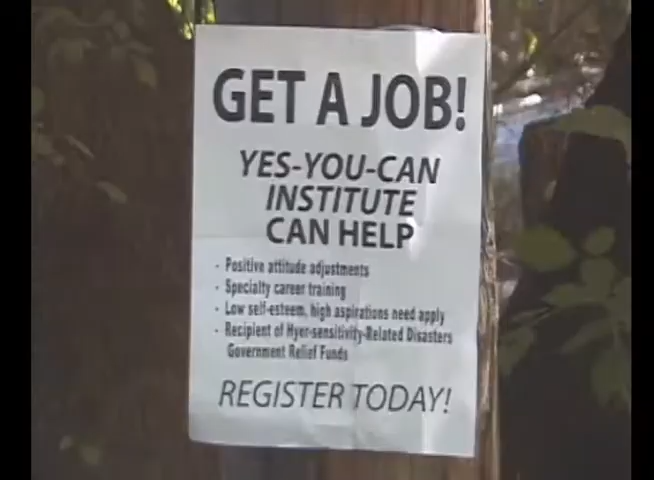 GET A JOB!
YES-YOU-CAN
INSTITUTE
CAN HELP
- Positive attitude adjustments
- Specialty career training
- Low self-esteem, high aspirations need apply
- Recipient of Hyer-sensitivity-Related Disasters
Government Relief Funds
REGISTER TODAY!